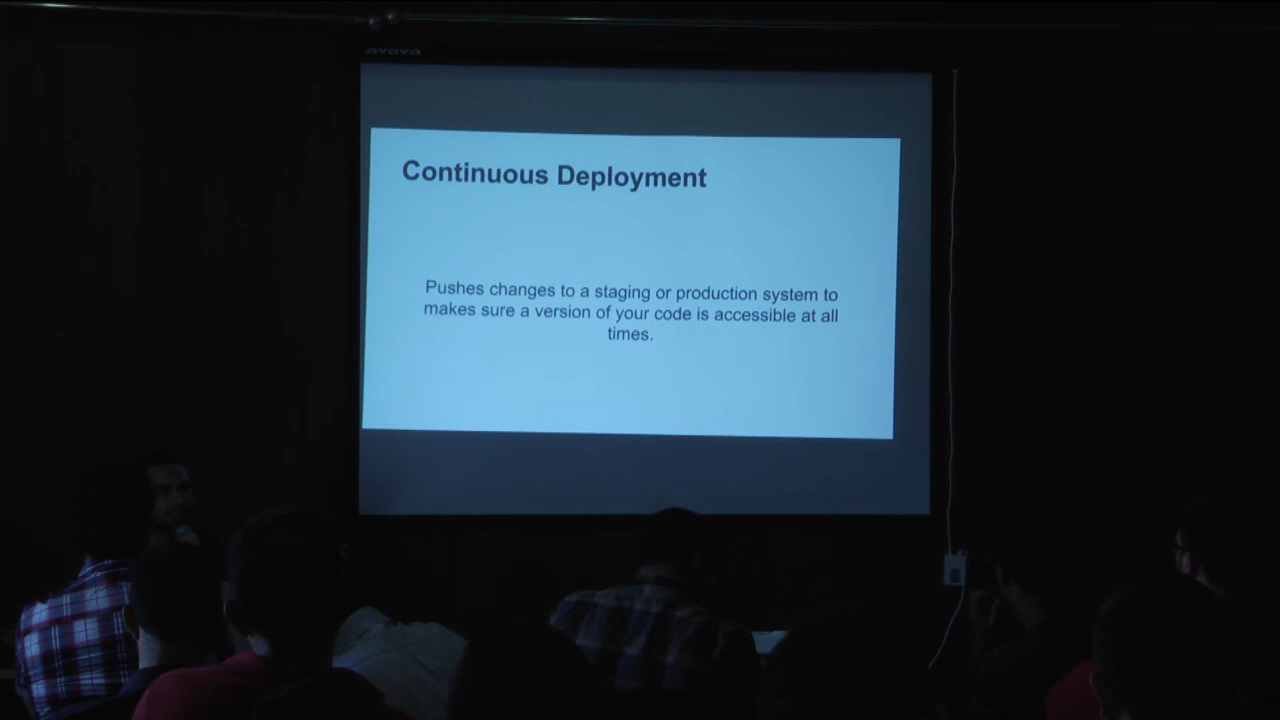 AVAYA
Continuous Deployment
Pushes changes to a staging or production system to
makes sure a version of your code is accessible at all
times.